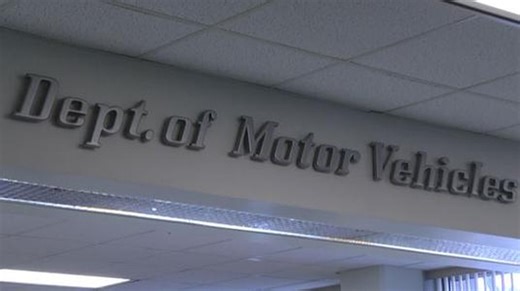 Dept. of Motor Vehicles